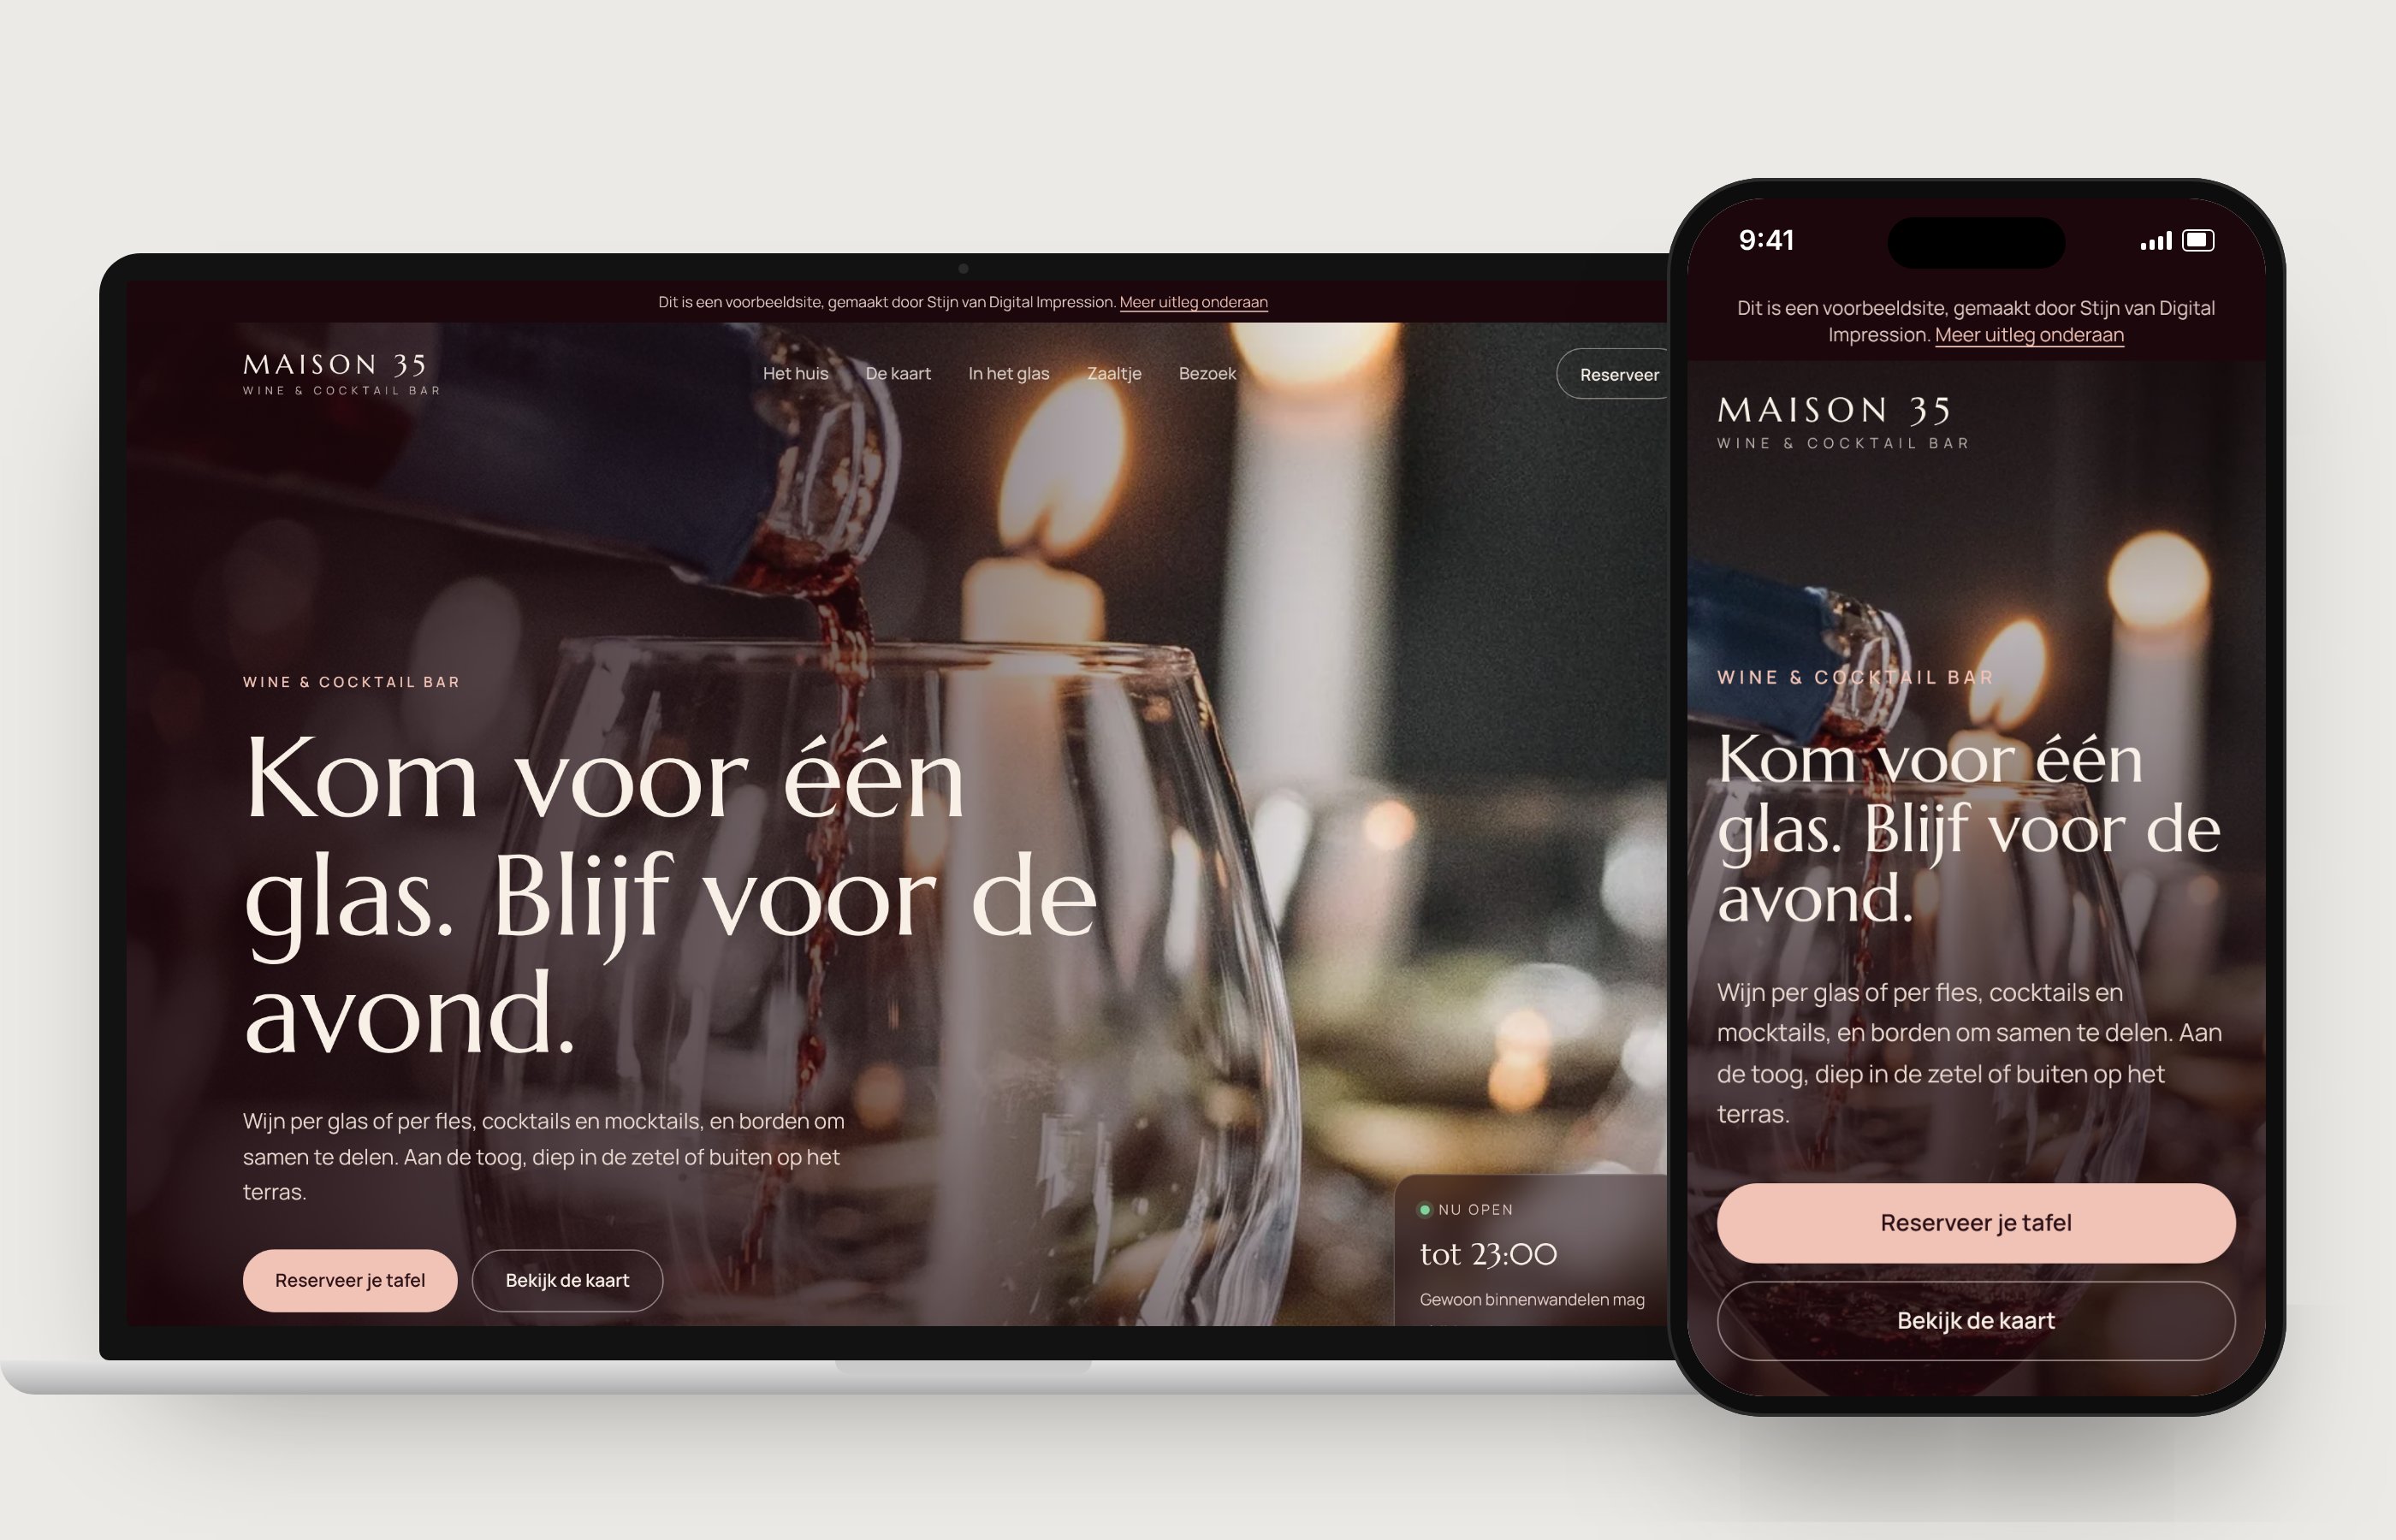 Dit is een voorbeeldsite, gemaakt door Stijn van Digital Impression. Meer uitleg onderaan
MAISON 35
WINE & COCKTAIL BAR
Het huis De kaart In het glas Zaaltje Bezoek
Reserveer
WINE & COCKTAIL BAR
Kom voor één
glas. Blijf voor de
avond.
Wijn per glas of per fles, cocktails en mocktails, en borden om
samen te delen. Aan de toog, diep in de zetel of buiten op het
terras.
Reserveer je tafel
Bekijk de kaart
NU OPEN
tot 23:00
Gewoon binnenwandelen mag
9:41
Dit is een voorbeeldsite, gemaakt door Stijn van Digital
Impression. Meer uitleg onderaan
MAISON 35
WINE & COCKTAIL BAR
WINE & COCKTAIL BAR
Kom voor één
glas. Blijf voor de
avond.
Wijn per glas of per fles, cocktails en
mocktails, en borden om samen te delen. Aan
de toog, diep in de zetel of buiten op het
terras.
Reserveer je tafel
Bekijk de kaart